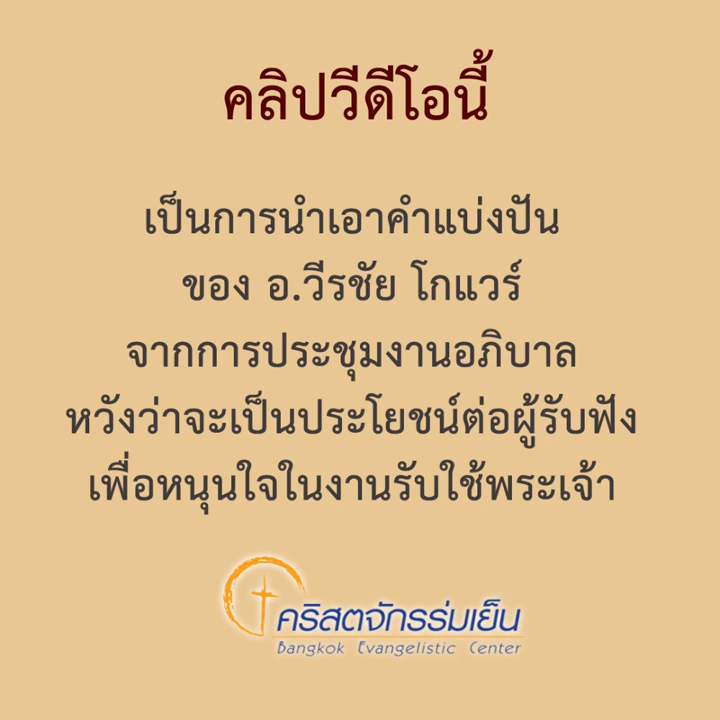 คลิปวีดีโอนี้
เป็นการนำเอาคำแบ่งปัน
ของ อ.วีรชัย โกแวร์
จากการประชุมงานอภิบาล
หวังว่าจะเป็นประโยชน์ต่อผู้รับฟัง
เพื่อหนุนใจในงานรับใช้พระเจ้า
คริสตจักรร่มเย็น
Bangkok Evangelistic Center